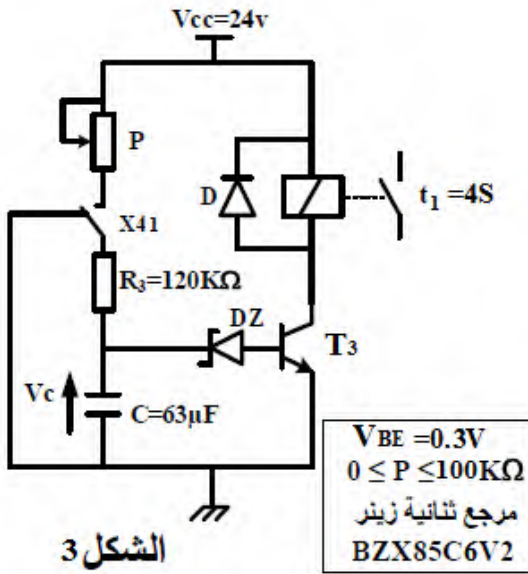 Vcc=24v
P
X41
D
t1 =4S
R3=120KΩ
DZ
T3
Vc
C=63µF
VBE =0.3V
0 ≤ P ≤100KΩ
مرجع ثنائية زينر
BZX85C6V2
الشكل 3